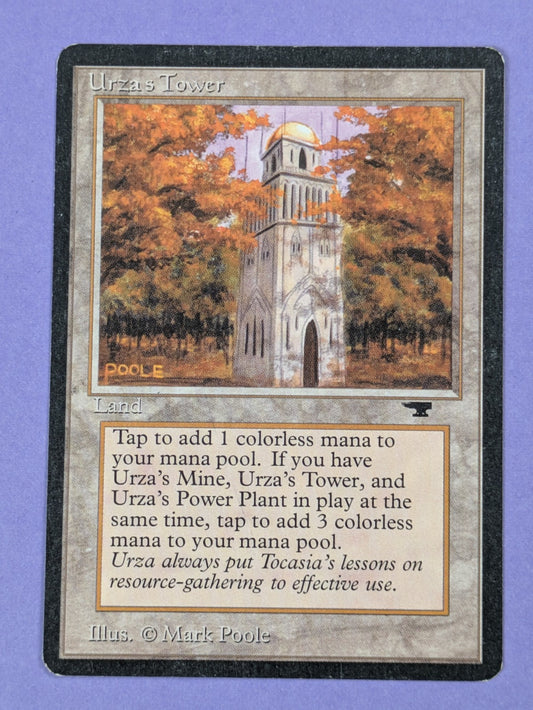 Urza's Tower
POOLE
Land
Tap to add 1 colorless mana to
your mana pool. If you have
Urza's Mine, Urza's Tower, and
Urza's Power Plant in play at the
same time, tap to add 3 colorless
mana to your mana pool.
Urza always put Tocasia's lessons on
resource-gathering to effective use.
Illus. © Mark Poole